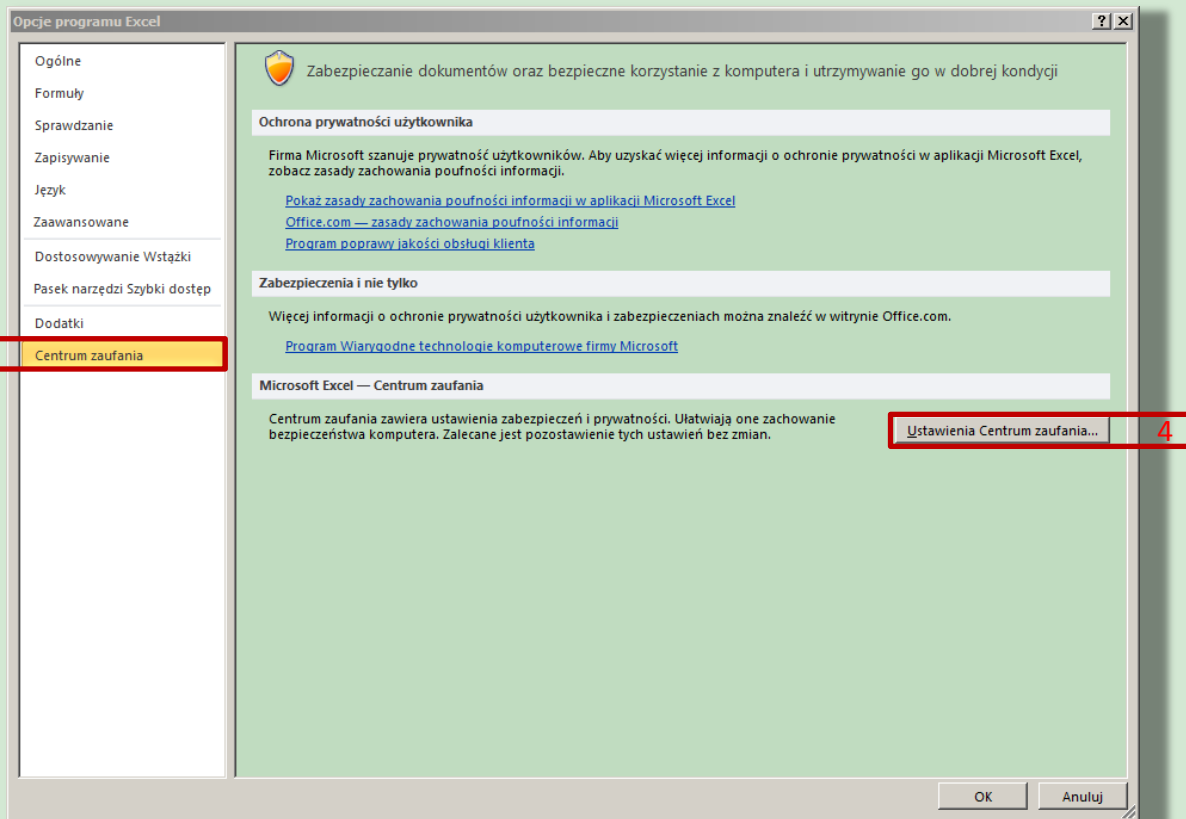 Opcje programu Excel
Ogólne
Formuły
Sprawdzanie
Zapisywanie
Język
Zaawansowane
Dostosowywanie Wstążki
Pasek narzędzi Szybki dostęp
Dodatki
Centrum zaufania
Zabezpieczanie dokumentów oraz bezpieczne korzystanie z komputera i utrzymywanie go w dobrej kondycji
Ochrona prywatności użytkownika
Firma Microsoft szanuje prywatność użytkowników. Aby uzyskać więcej informacji o ochronie prywatności w aplikacji Microsoft Excel,
zobacz zasady zachowania poufności informacji.
Pokaż zasady zachowania poufności informacji w aplikacji Microsoft Excel
Office.com — zasady zachowania poufności informacji
Program poprawy jakości obsługi klienta
Zabezpieczenia i nie tylko
Więcej informacji o ochronie prywatności użytkownika i zabezpieczeniach można znaleźć w witrynie Office.com.
Program Wiarygodne technologie komputerowe firmy Microsoft
Microsoft Excel — Centrum zaufania
Centrum zaufania zawiera ustawienia zabezpieczeń i prywatności. Ułatwiają one zachowanie
bezpieczeństwa komputera. Zalecane jest pozostawienie tych ustawień bez zmian.
Ustawienia Centrum zaufania...
4
OK
Anuluj